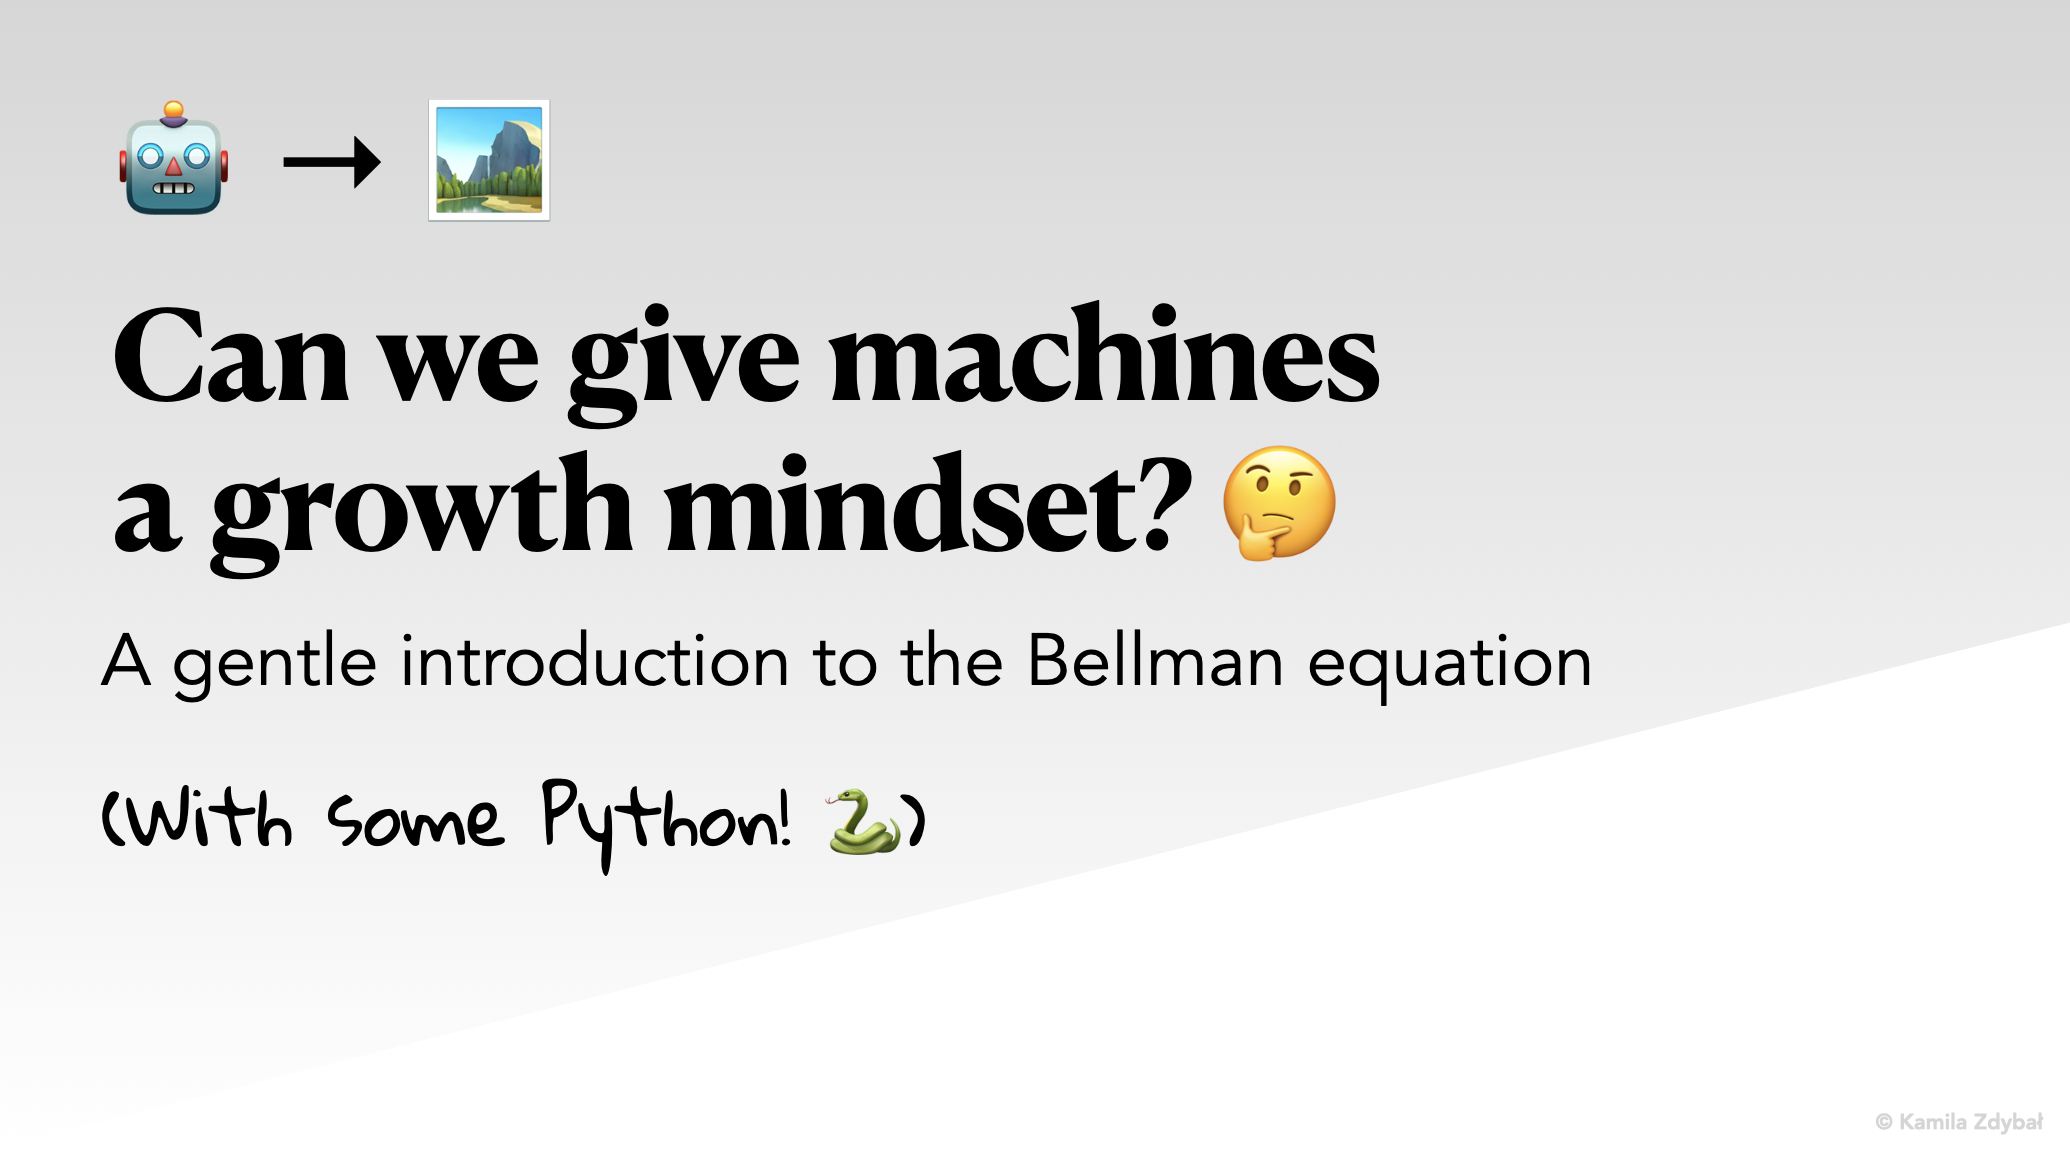 Can we give machines
a growth mindset? 🤔
A gentle introduction to the Bellman equation
(With some Python! 🐍)
© Kamila Zdybał